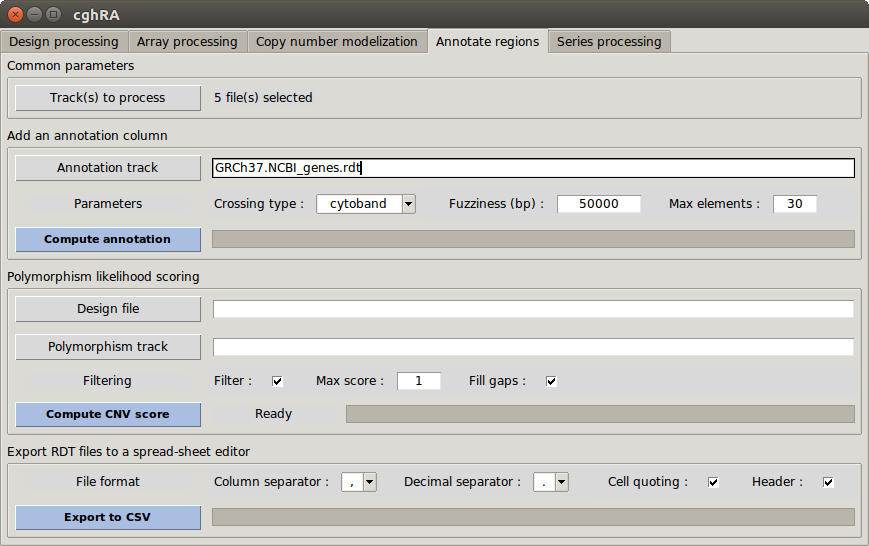 cghRA
Design processing Array processing Copy number modelization Annotate regions Series processing
Common parameters
Track(s) to process 5 file(s) selected
Add an annotation column
Annotation track GRCh37.NCBI_genes.rdt
Parameters Crossing type : cytoband Fuzziness (bp) : 50000 Max elements : 30
Compute annotation
Polymorphism likelihood scoring
Design file
Polymorphism track
Filtering Filter : Max score : 1 Fill gaps :
Compute CNV score Ready
Export RDT files to a spread-sheet editor
File format Column separator : , Decimal separator : . Cell quoting : Header :
Export to CSV